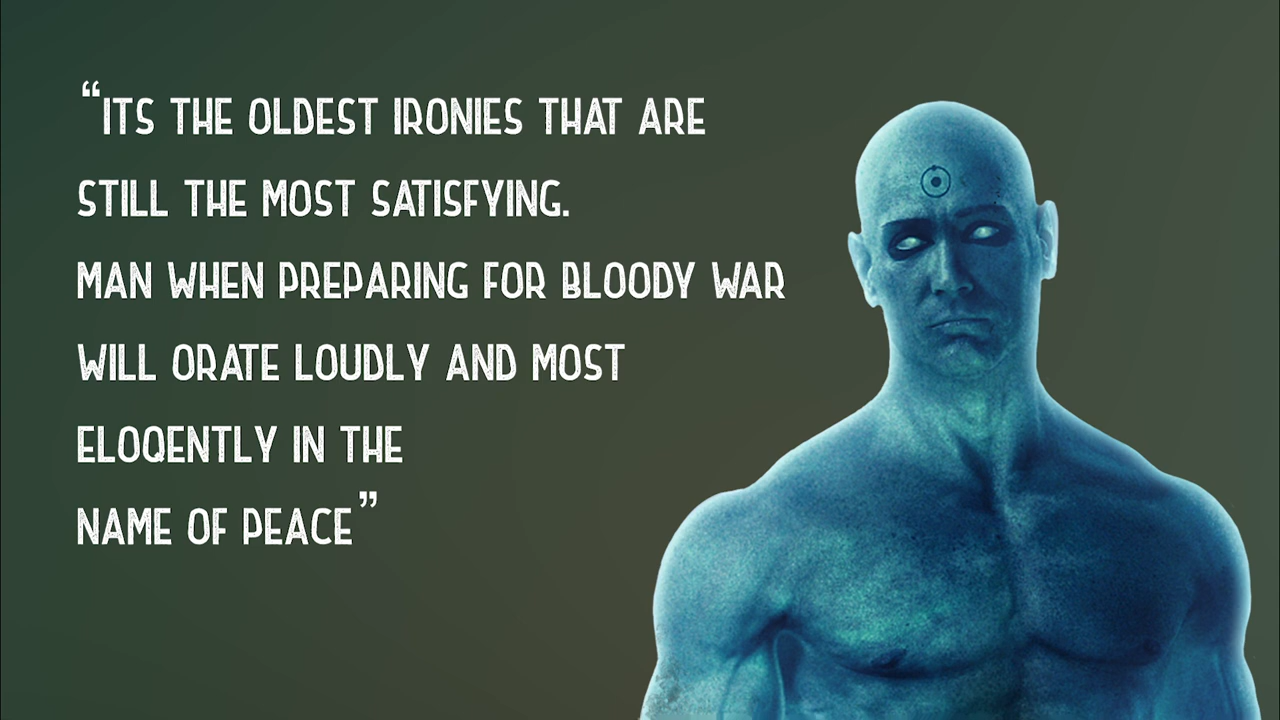 “ITS THE OLDEST IRONIES THAT ARE
STILL THE MOST SATISFYING.
MAN WHEN PREPARING FOR BLOODY WAR
WILL ORATE LOUDLY AND MOST
ELOQENTLY IN THE
NAME OF PEACE”